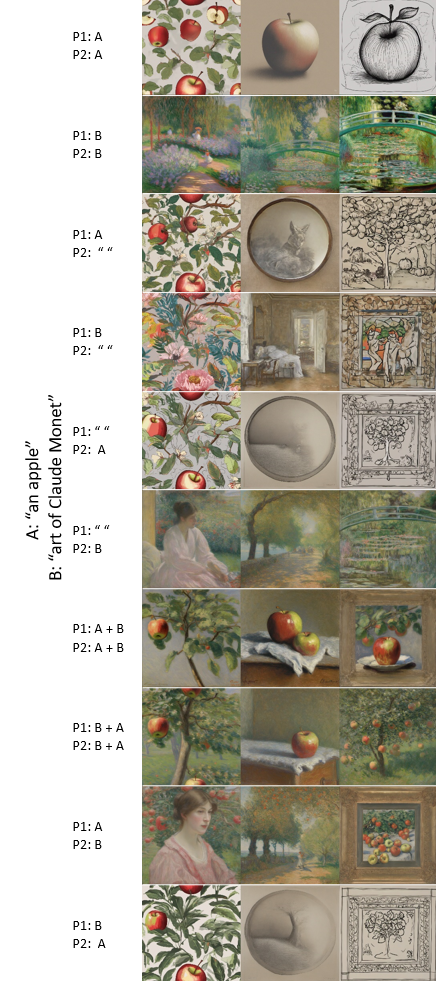 A: “an apple”
B: “art of Claude Monet”
P1: A
P2: A
P1: B
P2: B
P1: A
P2: “ “
P1: B
P2: “ “
P1: “ “
P2: A
P1: “ “
P2: B
P1: A + B
P2: A + B
P1: B + A
P2: B + A
P1: A
P2: B
P1: B
P2: A